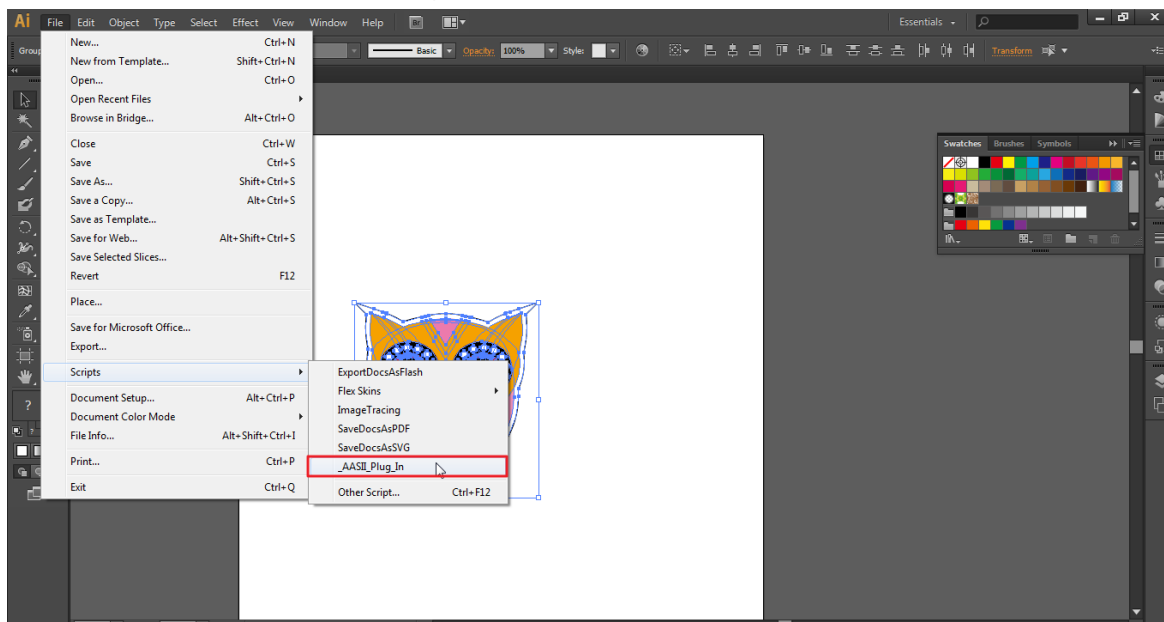 Ai File Edit Object Type Select Effect View Window Help Br Essentials
Group Basic Opacity: 100% Style: Transform
New... Ctrl+N
New from Template... Shift+Ctrl+N
Open... Ctrl+O
Open Recent Files
Browse in Bridge... Alt+Ctrl+O
Close Ctrl+W
Save Ctrl+S
Save As... Shift+Ctrl+S
Save a Copy... Alt+Ctrl+S
Save as Template...
Save for Web... Alt+Shift+Ctrl+S
Save Selected Slices...
Revert F12
Place...
Save for Microsoft Office...
Export...
Scripts
Document Setup... Alt+Ctrl+P
Document Color Mode
File Info... Alt+Shift+Ctrl+I
Print... Ctrl+P
Exit Ctrl+Q
ExportDocsAsFlash
Flex Skins
ImageTracing
SaveDocsAsPDF
SaveDocsAsSVG
_AASII_Plug_In
Other Script... Ctrl+F12
Swatches Brushes Symbols